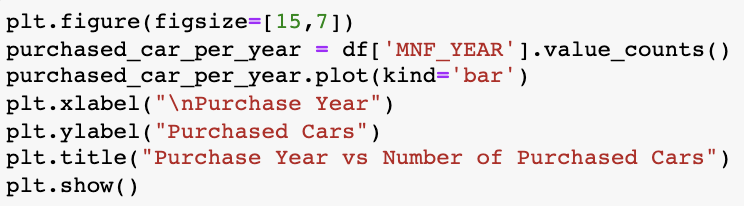 plt.figure(figsize=[15,7])
purchased_car_per_year = df['MNF_YEAR'].value_counts()
purchased_car_per_year.plot(kind='bar')
plt.xlabel("\nPurchase Year")
plt.ylabel("Purchased Cars")
plt.title("Purchase Year vs Number of Purchased Cars")
plt.show()